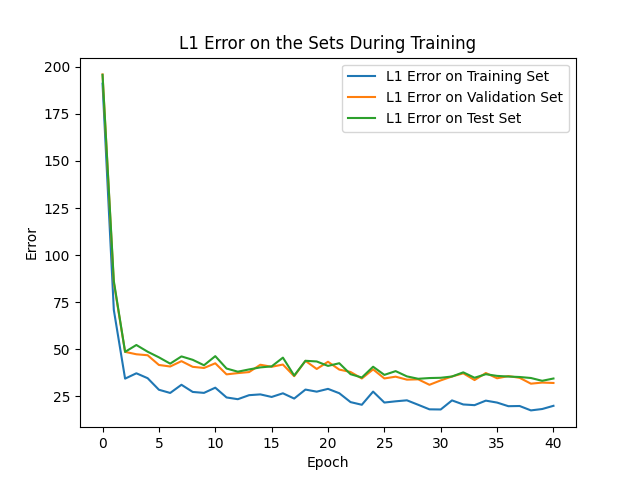 L1 Error on the Sets During Training
L1 Error on Training Set
L1 Error on Validation Set
L1 Error on Test Set
200
175
150
125
100
75
50
25
Error
0 5 10 15 20 25 30 35 40
Epoch